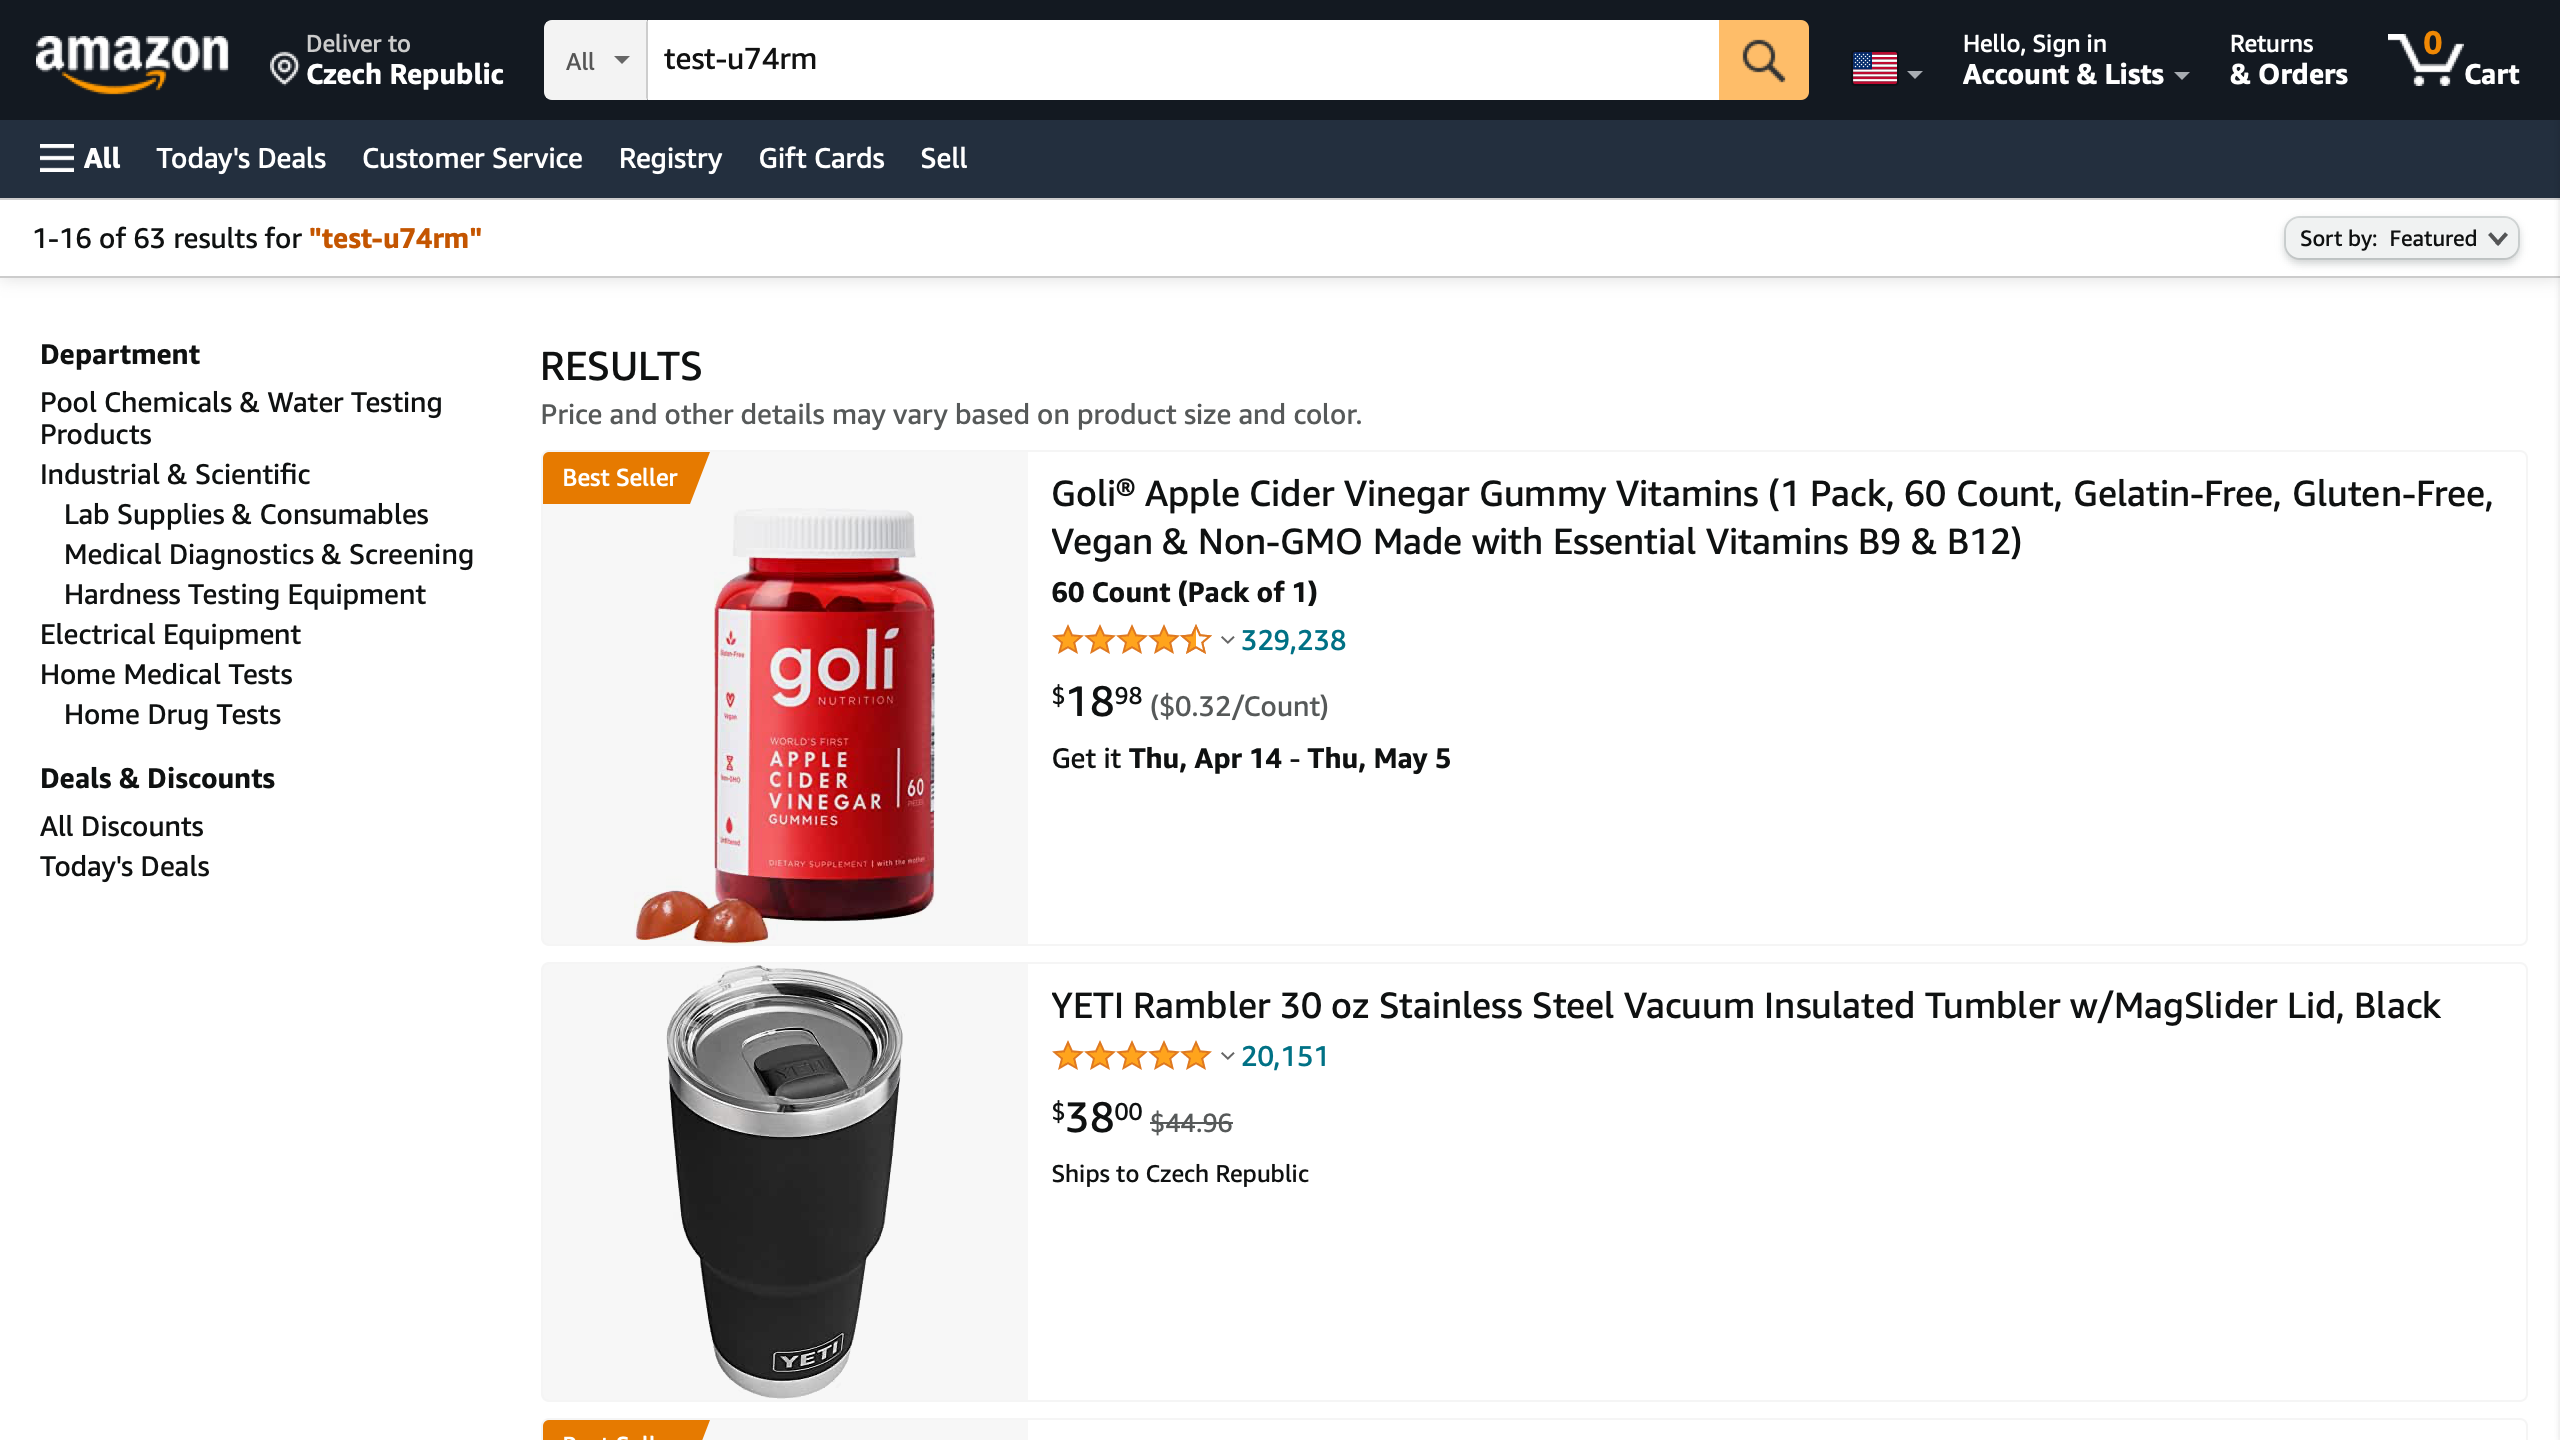 amazon
Deliver to
Czech Republic
All
test-u74rm
Hello, Sign in
Account & Lists
Returns
& Orders
0
Cart
All
Today's Deals
Customer Service
Registry
Gift Cards
Sell
1-16 of 63 results for "test-u74rm"
Sort by: Featured
Department
Pool Chemicals & Water Testing
Products
Industrial & Scientific
Lab Supplies & Consumables
Medical Diagnostics & Screening
Hardness Testing Equipment
Electrical Equipment
Home Medical Tests
Home Drug Tests
Deals & Discounts
All Discounts
Today's Deals
RESULTS
Price and other details may vary based on product size and color.
Best Seller
goli
NUTRITION
WORLD'S FIRST
APPLE
CIDER
VINEGAR
GUMMIES
60
DIETARY SUPPLEMENT | with the
Vegan
Goli® Apple Cider Vinegar Gummy Vitamins (1 Pack, 60 Count, Gelatin-Free, Gluten-Free,
Vegan & Non-GMO Made with Essential Vitamins B9 & B12)
60 Count (Pack of 1)
329,238
$1898 ($0.32/Count)
Get it Thu, Apr 14 - Thu, May 5
YETI
YETI
YETI Rambler 30 oz Stainless Steel Vacuum Insulated Tumbler w/MagSlider Lid, Black
20,151
$3800 $44.96
Ships to Czech Republic